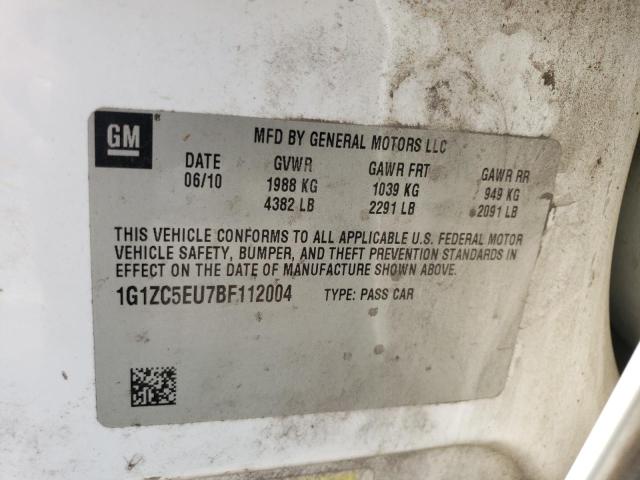 GM
MFD BY GENERAL MOTORS LLC
DATE GVWR GAWR FRT GAWR RR
06/10 1988 KG 1039 KG 949 KG
4382 LB 2291 LB 2091 LB
THIS VEHICLE CONFORMS TO ALL APPLICABLE U.S. FEDERAL MOTOR
VEHICLE SAFETY, BUMPER, AND THEFT PREVENTION STANDARDS IN
EFFECT ON THE DATE OF MANUFACTURE SHOWN ABOVE.
1G1ZC5EU7BF112004 TYPE: PASS CAR